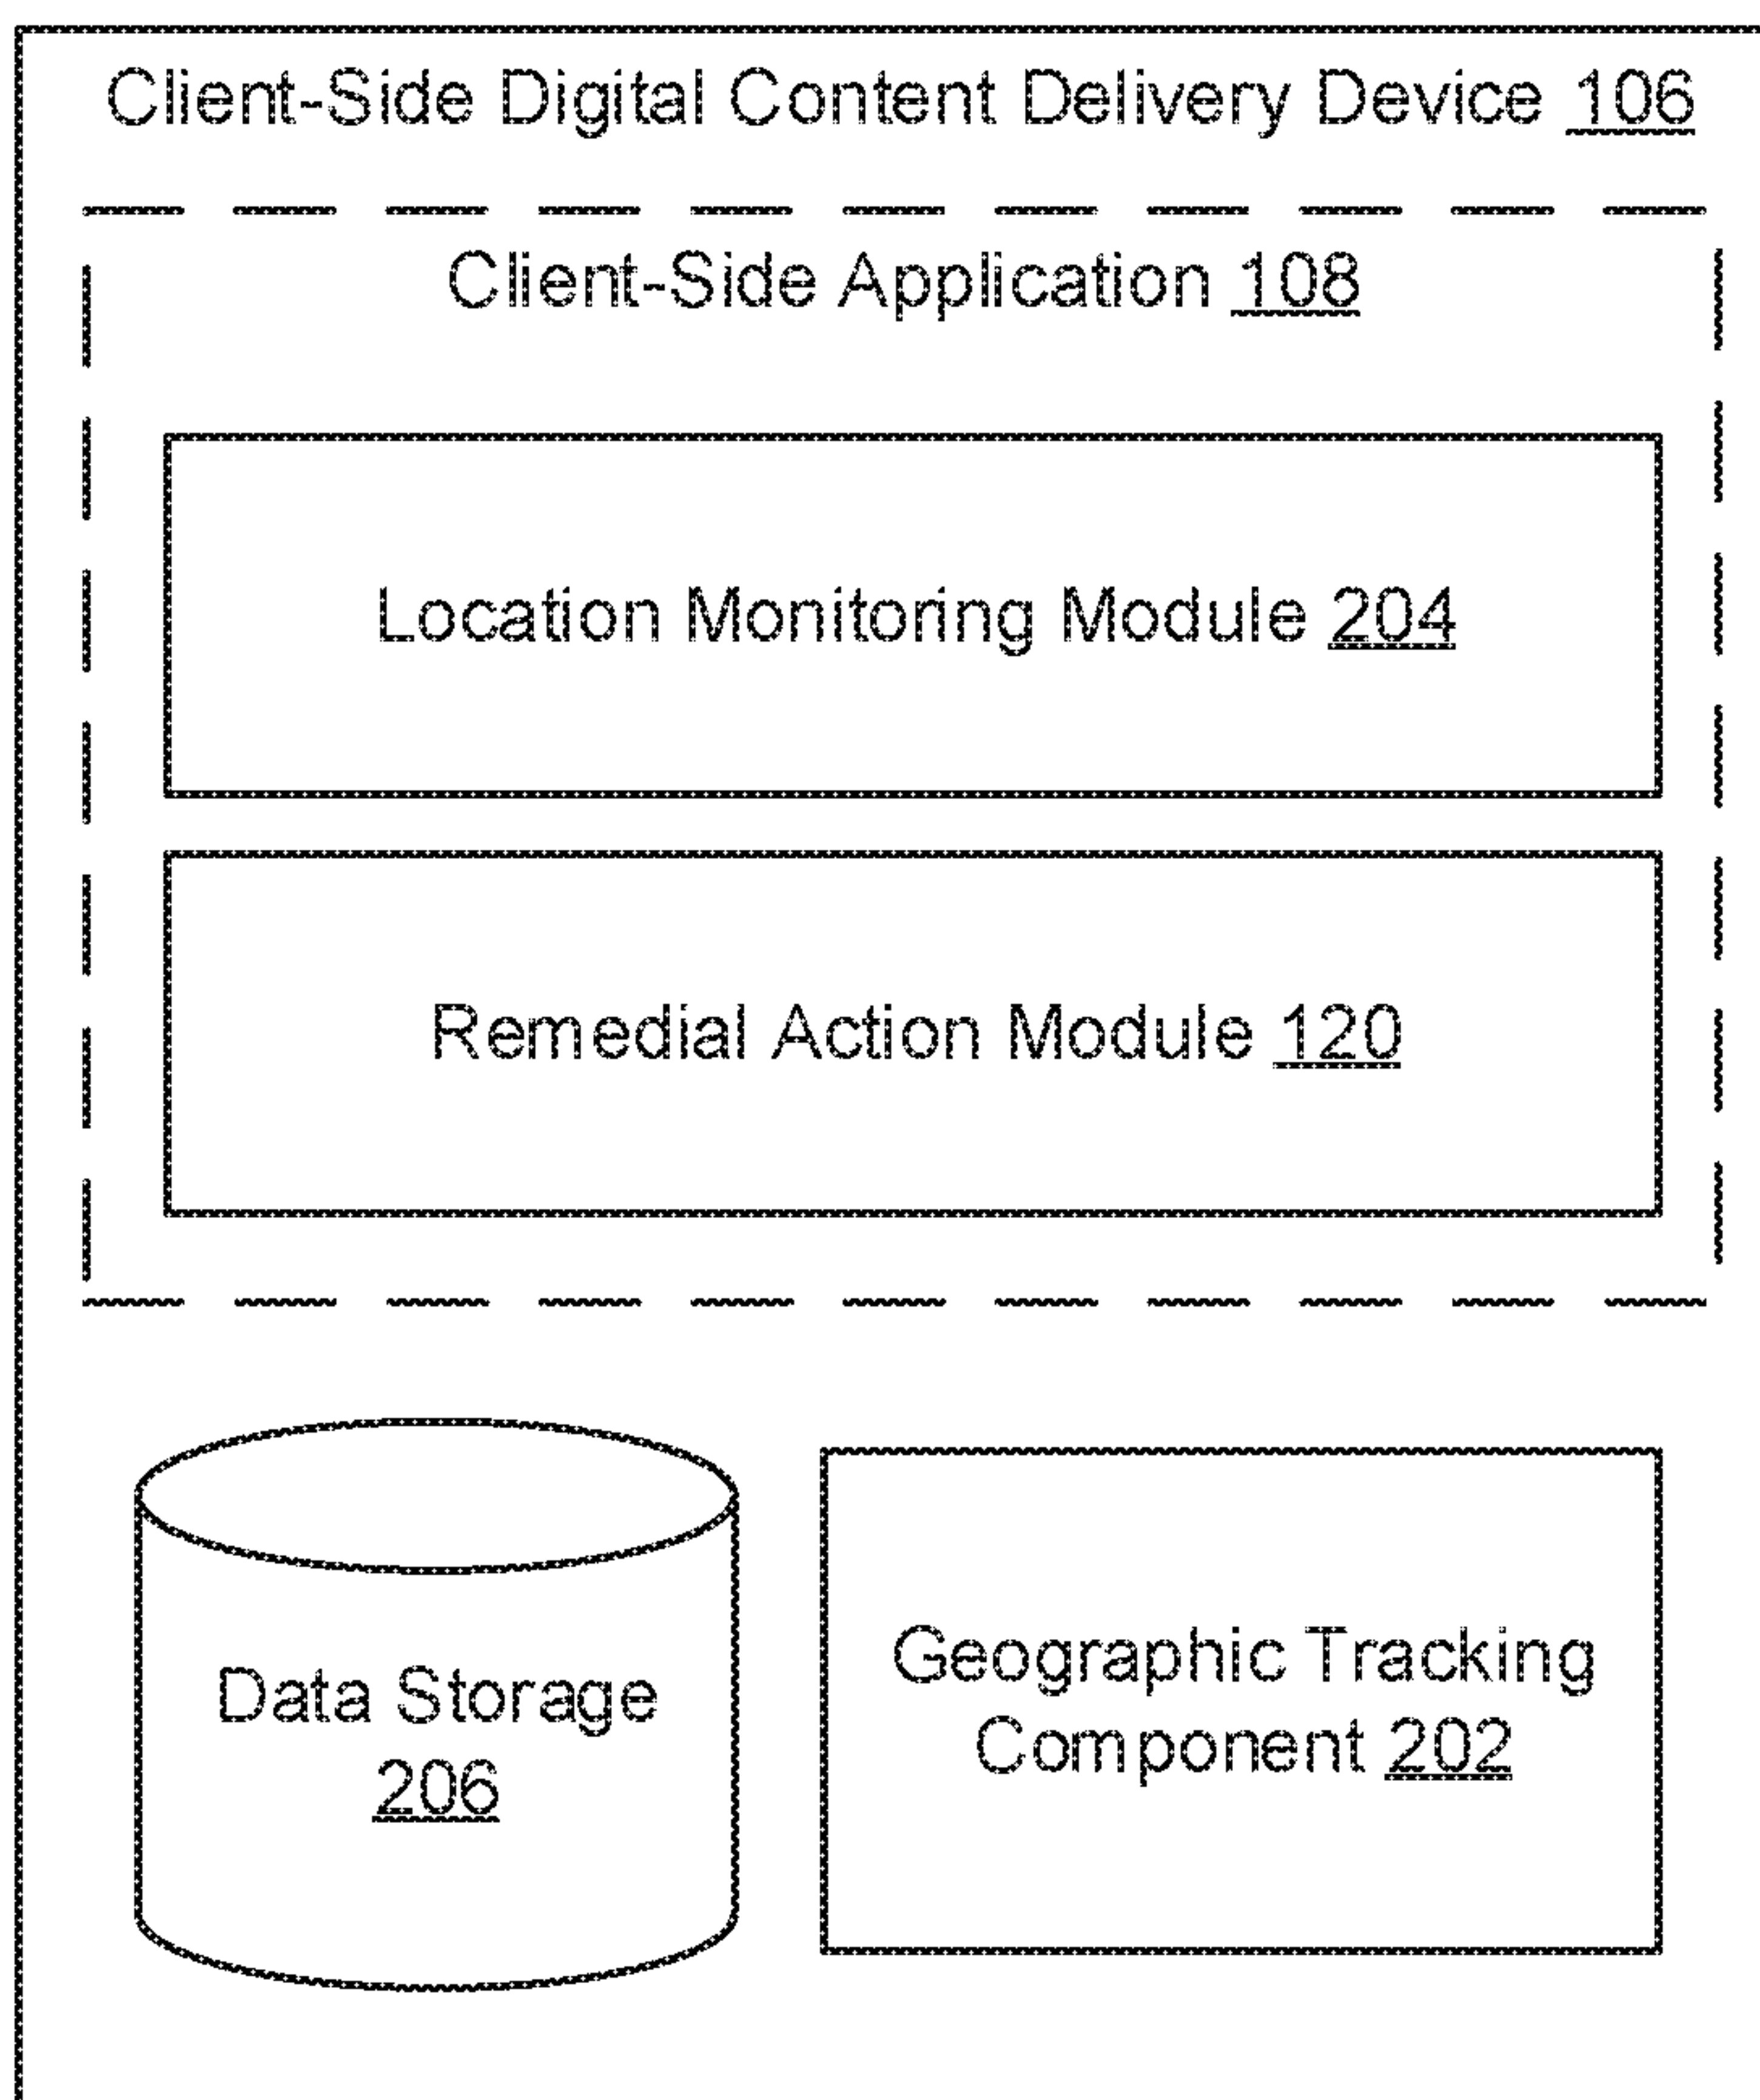 Client-Side Digital Content Delivery Device 106
Client-Side Application 108
Location Monitoring Module 204
Remedial Action Module 120
Data Storage
206
Geographic Tracking
Component 202